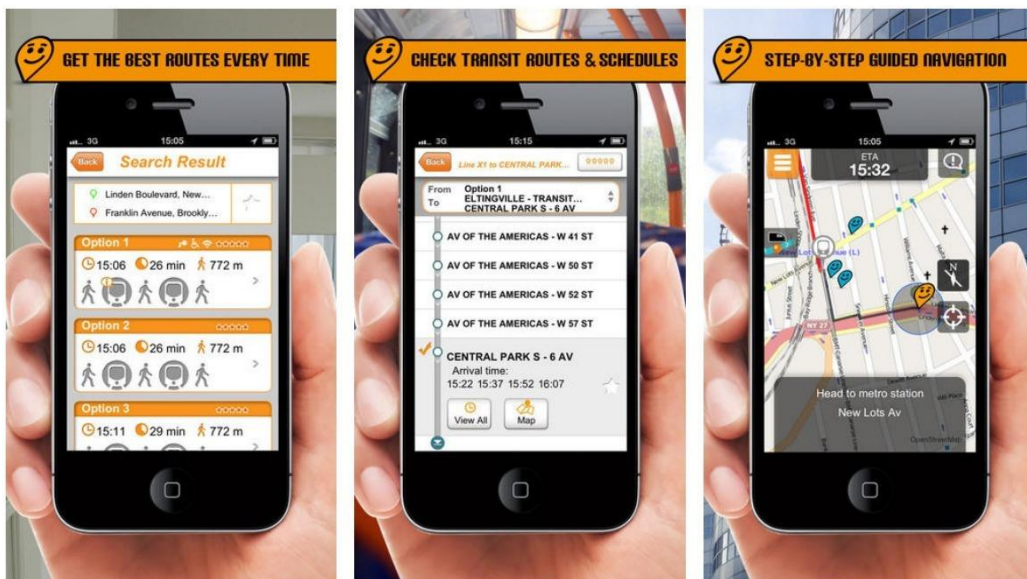 GET THE BEST ROUTES EVERY TIME
3G 15:05
Back Search Result
Linden Boulevard, New...
Franklin Avenue, Brookly...
Option 1
15:06 26 min 772 m
Option 2
15:06 26 min 772 m
Option 3
15:11 29 min 772 m
CHECK TRANSIT ROUTES & SCHEDULES
3G 15:15
Back Line X1 to CENTRAL PARK...
From Option 1
To ELTINGVILLE - TRANSIT...
CENTRAL PARK S - 6 AV
AV OF THE AMERICAS - W 41 ST
AV OF THE AMERICAS - W 50 ST
AV OF THE AMERICAS - W 52 ST
AV OF THE AMERICAS - W 57 ST
CENTRAL PARK S - 6 AV
Arrival time:
15:22 15:37 15:52 16:07
View All Map
STEP-BY-STEP GUIDED NAVIGATION
3G 15:05
ETA
15:32
New Lots Avenue (L)
N
NY 27
Head to metro station
New Lots Av
OpenStreetMap